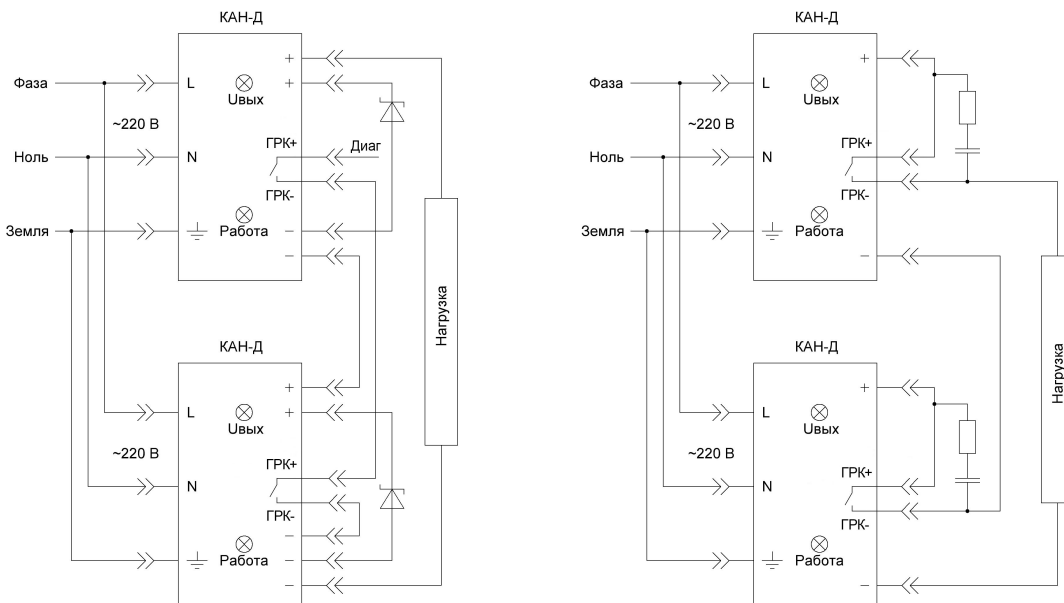 КАН-Д
+
Фаза
L
+
Uвых
~220 В
ГРК+
Диаг
Ноль
N
ГРК-
Земля
Работа
−
−
Нагрузка
КАН-Д
+
L
+
Uвых
~220 В
ГРК+
N
ГРК-
−
Работа
−
−
КАН-Д
+
Фаза
L
Uвых
~220 В
ГРК+
Ноль
N
ГРК-
Земля
Работа
−
Нагрузка
КАН-Д
+
L
Uвых
~220 В
ГРК+
N
ГРК-
Работа
−